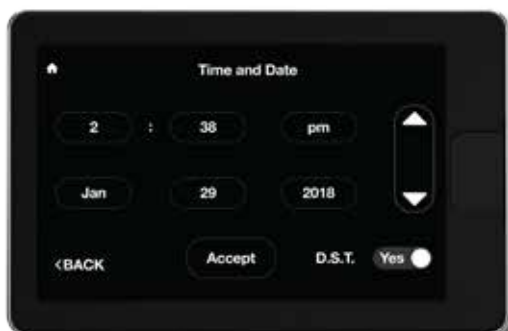 Time and Date
2 : 38 pm
Jan 29 2018
<BACK Accept D.S.T. Yes